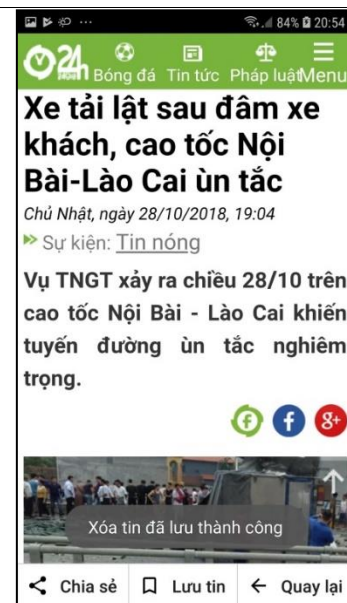 84% 20:54
24h
Bóng đá Tin tức Pháp luật Menu
Xe tải lật sau đâm xe
khách, cao tốc Nội
Bài-Lào Cai ùn tắc
Chủ Nhật, ngày 28/10/2018, 19:04
Sự kiện: Tin nóng
Vụ TNGT xảy ra chiều 28/10 trên
cao tốc Nội Bài - Lào Cai khiến
tuyến đường ùn tắc nghiêm
trọng.
f 8+
Xóa tin đã lưu thành công
Chia sẻ Lưu tin Quay lại